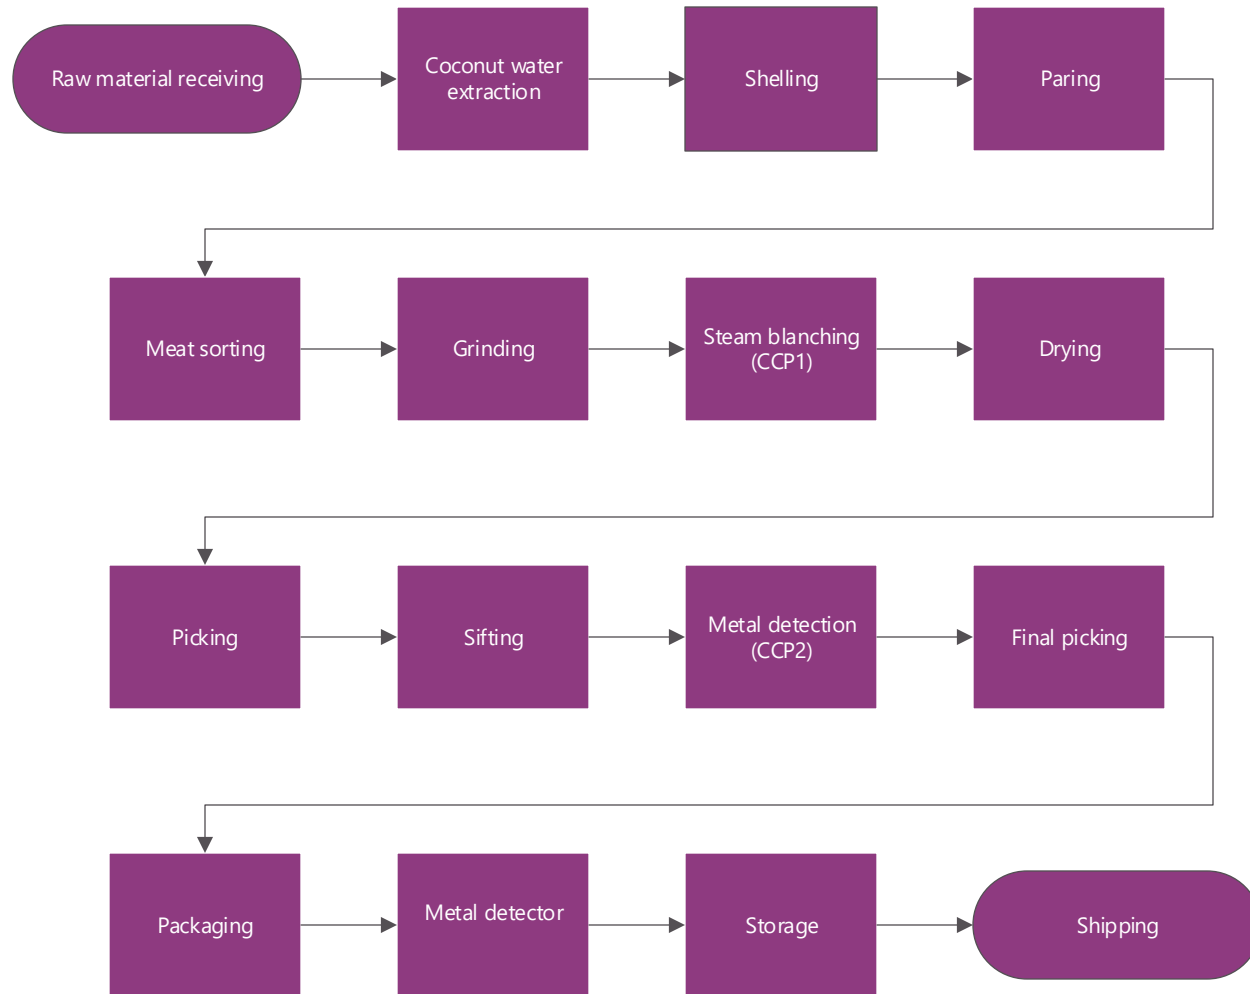 Raw material receiving
Coconut water
extraction
Shelling
Paring
Meat sorting
Grinding
Steam blanching
(CCP1)
Drying
Picking
Sifting
Metal detection
(CCP2)
Final picking
Packaging
Metal detector
Storage
Shipping